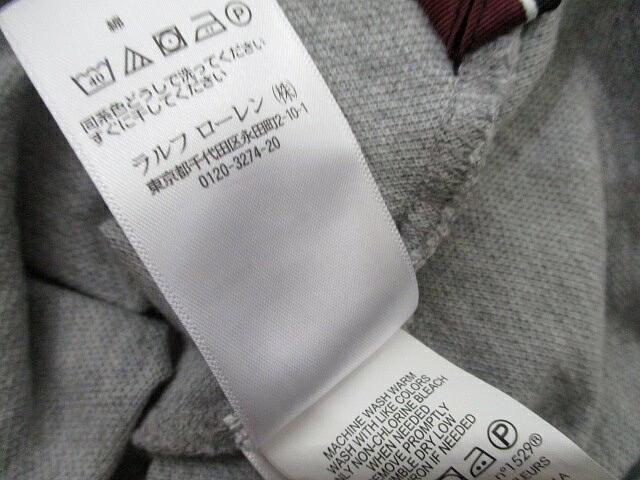 綿
40 P
同系色どうしで洗ってください
すぐに干してください
ラルフ ローレン (株)
東京都千代田区永田町2-10-1
0120-3274-20
MACHINE WASH WARM
WASH WITH LIKE COLORS
ONLY NON-CHLORINE BLEACH
WHEN NEEDED
REMOVE PROMPTLY
TUMBLE DRY LOW
IRON IF NEEDED
P
n°1529®